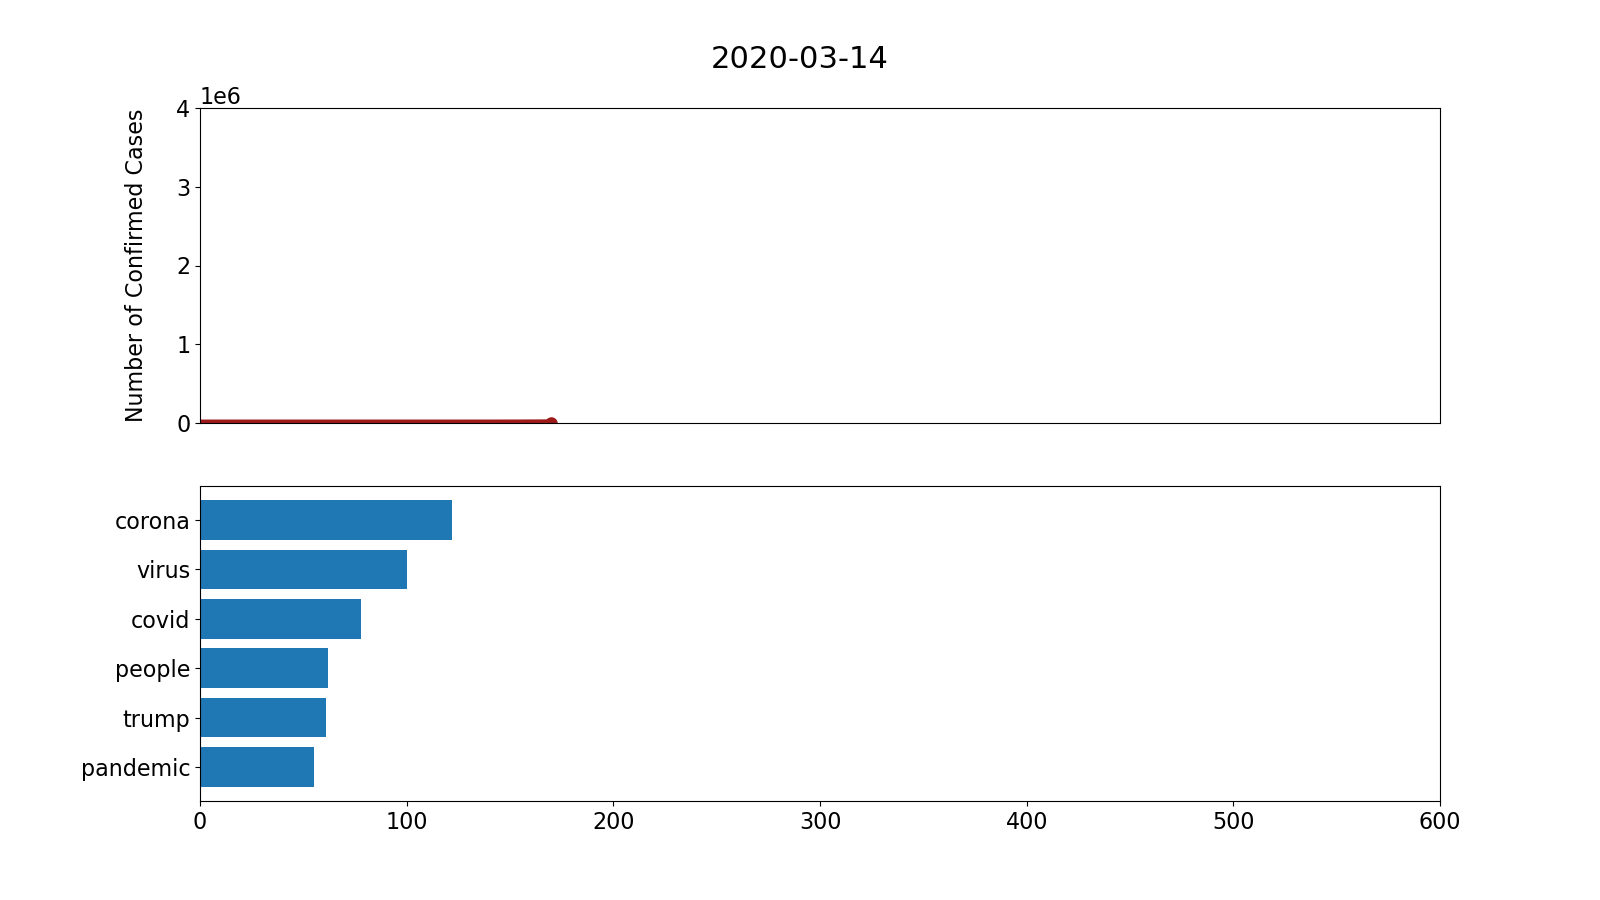 2020-03-14
1e6
Number of Confirmed Cases
4
3
2
1
0
corona
virus
covid
people
trump
pandemic
0 100 200 300 400 500 600